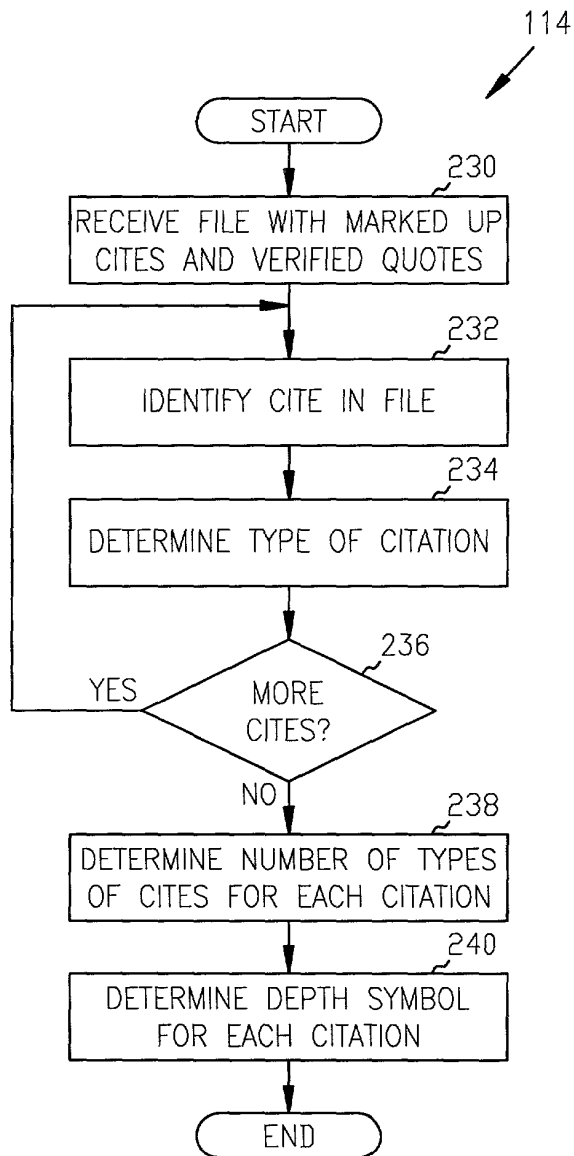 114
START
230
RECEIVE FILE WITH MARKED UP
CITES AND VERIFIED QUOTES
232
IDENTIFY CITE IN FILE
234
DETERMINE TYPE OF CITATION
236
YES
MORE
CITES?
NO
238
DETERMINE NUMBER OF TYPES
OF CITES FOR EACH CITATION
240
DETERMINE DEPTH SYMBOL
FOR EACH CITATION
END